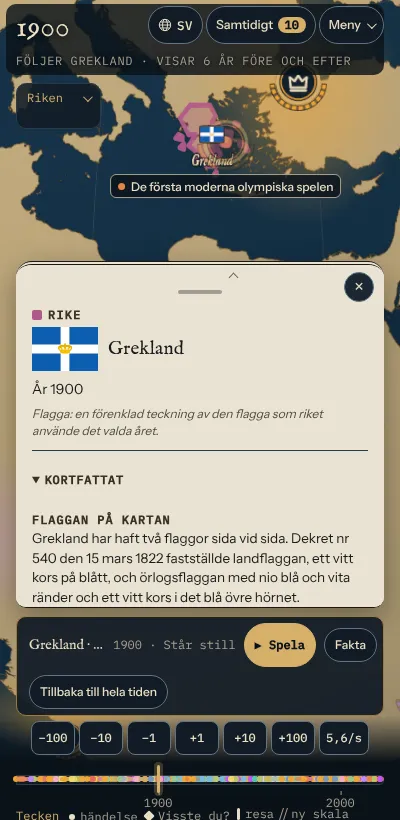 1900
SV
Samtidigt 10
Meny
FÖLJER GREKLAND · VISAR 6 ÅR FÖRE OCH EFTER
Riken
Grekland
De första moderna olympiska spelen
RIKE
Grekland
År 1900
Flagga: en förenklad teckning av den flagga som riket
använde det valda året.
▼ KORTFATTAT
FLAGGAN PÅ KARTAN
Grekland har haft två flaggor sida vid sida. Dekret nr
540 den 15 mars 1822 fastställde landflaggan, ett vitt
kors på blått, och örlogsflaggan med nio blå och vita
ränder och ett vitt kors i det blå övre hörnet.
Grekland · ... 1900 · Står still
▶ Spela
Fakta
Tillbaka till hela tiden
−100 −10 −1 +1 +10 +100 5,6/s
1900 2000
Tecken händelse Visste du? resa // ny skala